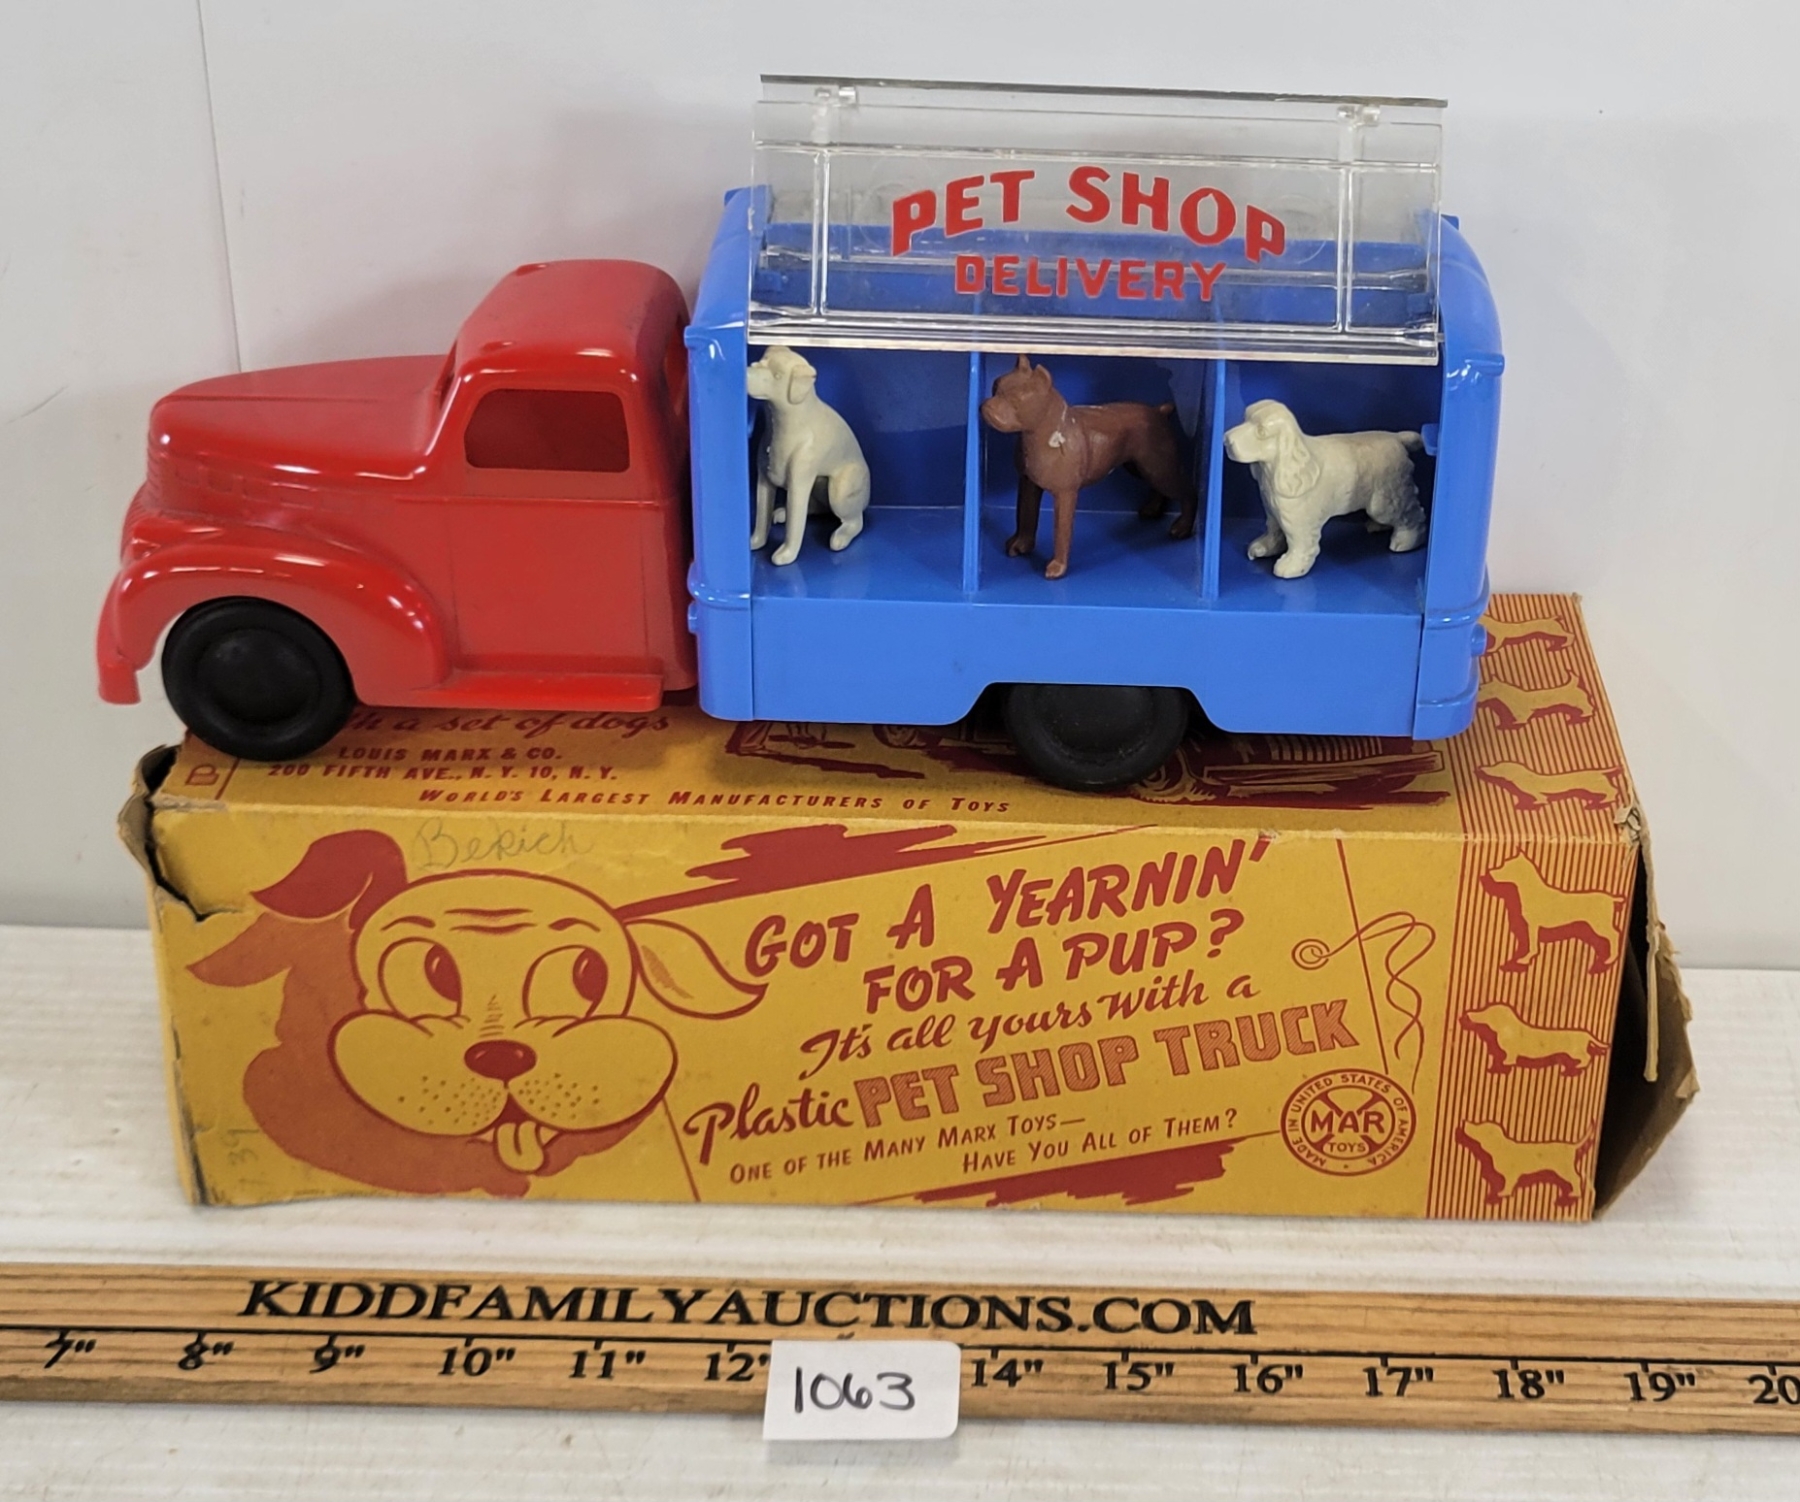 PET SHOP
DELIVERY
h a set of dogs
LOUIS MARX & CO.
200 FIFTH AVE., N. Y. 10, N. Y.
WORLD'S LARGEST MANUFACTURERS OF TOYS
Berich
GOT A YEARNIN'
FOR A PUP?
It's all yours with a
Plastic PET SHOP TRUCK
ONE OF THE MANY MARX TOYS—
HAVE YOU ALL OF THEM?
MADE IN UNITED STATES OF AMERICA
MAR
TOYS
39
KIDDFAMILYAUCTIONS.COM
7" 8" 9" 10" 11" 12" 14" 15" 16" 17" 18" 19" 20
1063